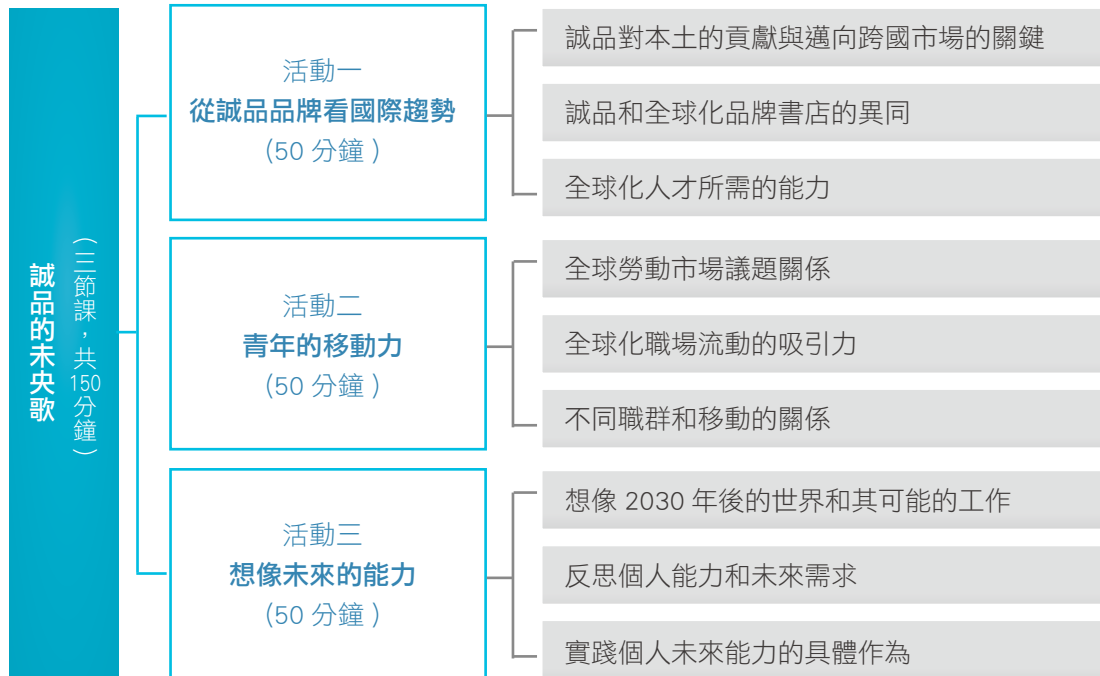 誠品的未央歌
（三節課，共150分鐘）
活動一
從誠品品牌看國際趨勢
（50 分鐘）
誠品對本土的貢獻與邁向跨國市場的關鍵
誠品和全球化品牌書店的異同
全球化人才所需的能力
活動二
青年的移動力
（50 分鐘）
全球勞動市場議題關係
全球化職場流動的吸引力
不同職群和移動的關係
活動三
想像未來的能力
（50 分鐘）
想像 2030 年後的世界和其可能的工作
反思個人能力和未來需求
實踐個人未來能力的具體作為